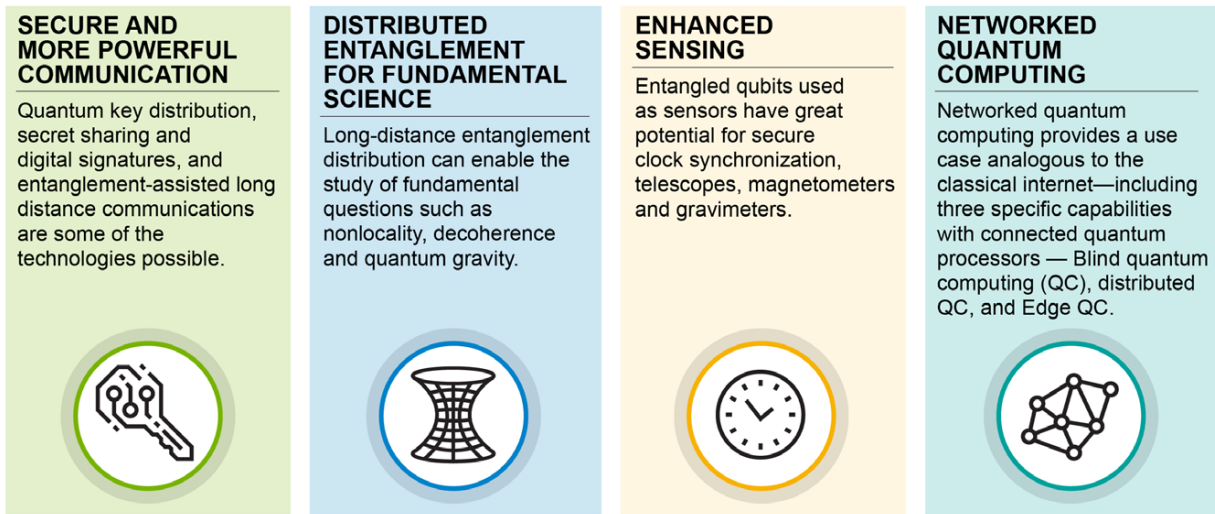 SECURE AND
MORE POWERFUL
COMMUNICATION
Quantum key distribution,
secret sharing and
digital signatures, and
entanglement-assisted long
distance communications
are some of the
technologies possible.
DISTRIBUTED
ENTANGLEMENT
FOR FUNDAMENTAL
SCIENCE
Long-distance entanglement
distribution can enable the
study of fundamental
questions such as
nonlocality, decoherence
and quantum gravity.
ENHANCED
SENSING
Entangled qubits used
as sensors have great
potential for secure
clock synchronization,
telescopes, magnetometers
and gravimeters.
NETWORKED
QUANTUM
COMPUTING
Networked quantum
computing provides a use
case analogous to the
classical internet—including
three specific capabilities
with connected quantum
processors — Blind quantum
computing (QC), distributed
QC, and Edge QC.